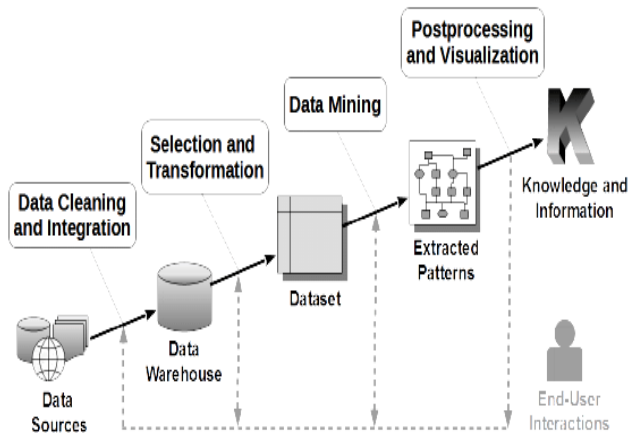 Postprocessing
and Visualization
Data Mining
Selection and
Transformation
Data Cleaning
and Integration
K
Knowledge and
Information
Extracted
Patterns
Dataset
Data
Warehouse
Data
Sources
End-User
Interactions